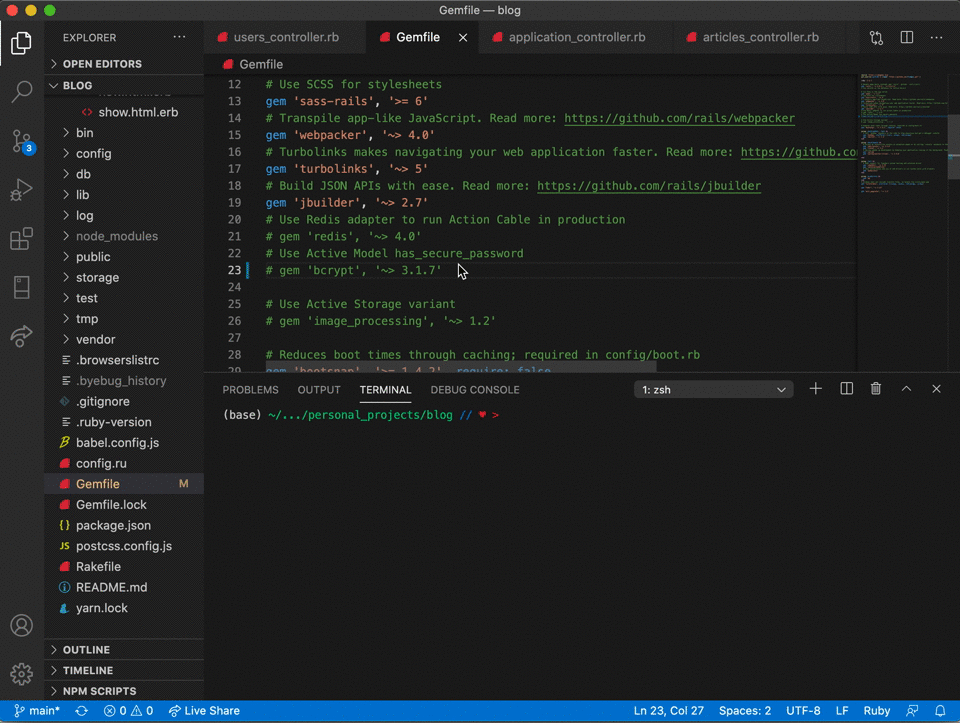 Gemfile — blog
EXPLORER
OPEN EDITORS
BLOG
show.html.erb
bin
config
db
lib
log
node_modules
public
storage
test
tmp
vendor
.browserslistrc
.byebug_history
.gitignore
.ruby-version
babel.config.js
config.ru
Gemfile M
Gemfile.lock
{} package.json
JS postcss.config.js
Rakefile
README.md
yarn.lock
OUTLINE
TIMELINE
NPM SCRIPTS
3
users_controller.rb Gemfile application_controller.rb articles_controller.rb
Gemfile
12 # Use SCSS for stylesheets
13 gem 'sass-rails', '>= 6'
14 # Transpile app-like JavaScript. Read more: https://github.com/rails/webpacker
15 gem 'webpacker', '~> 4.0'
16 # Turbolinks makes navigating your web application faster. Read more: https://github.co
17 gem 'turbolinks', '~> 5'
18 # Build JSON APIs with ease. Read more: https://github.com/rails/jbuilder
19 gem 'jbuilder', '~> 2.7'
20 # Use Redis adapter to run Action Cable in production
21 # gem 'redis', '~> 4.0'
22 # Use Active Model has_secure_password
23 # gem 'bcrypt', '~> 3.1.7'
24
25 # Use Active Storage variant
26 # gem 'image_processing', '~> 1.2'
27
28 # Reduces boot times through caching; required in config/boot.rb
29 gem 'bootsnap', '>= 1.4.2', require: false
PROBLEMS OUTPUT TERMINAL DEBUG CONSOLE 1: zsh
(base) ~/.../personal_projects/blog // ♥ >
main* 0 0 Live Share Ln 23, Col 27 Spaces: 2 UTF-8 LF Ruby